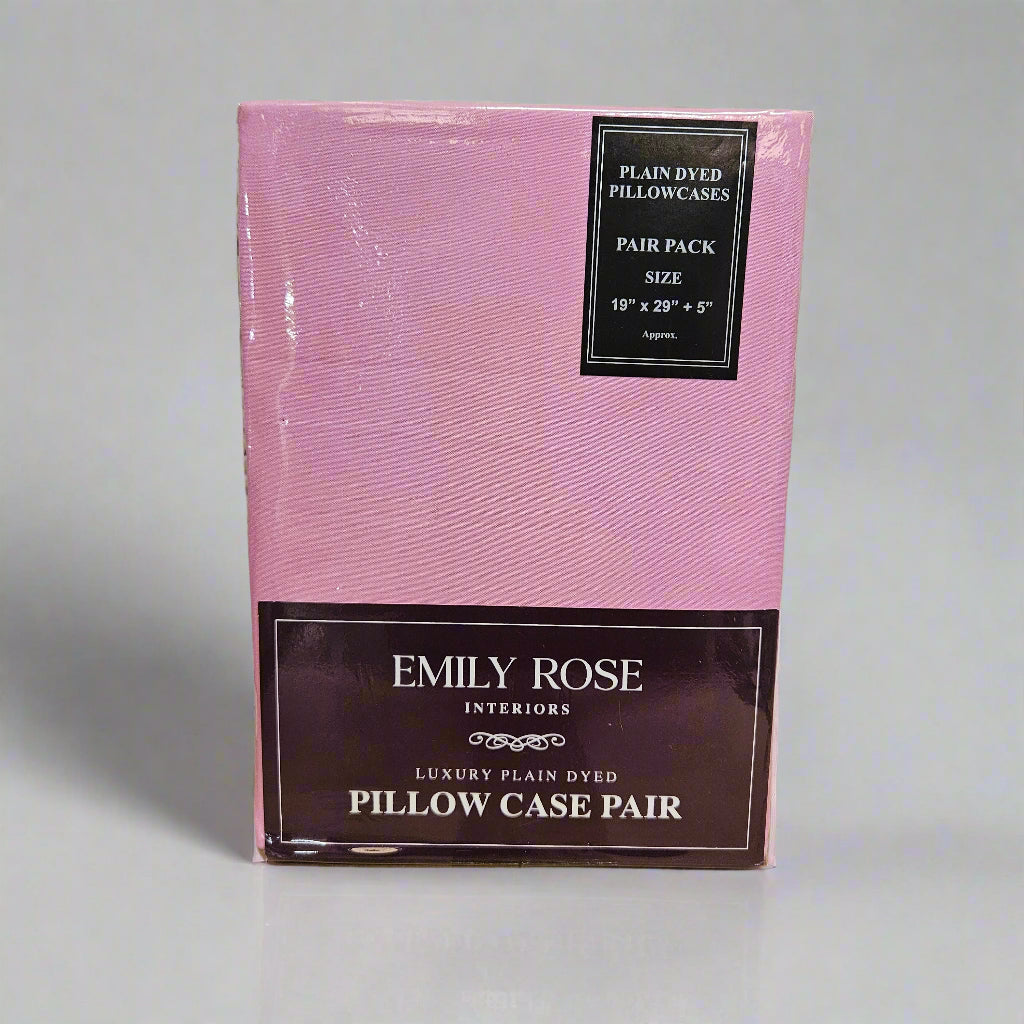 PLAIN DYED
PILLOWCASES
PAIR PACK
SIZE
19” x 29” + 5”
Approx.
EMILY ROSE
INTERIORS
LUXURY PLAIN DYED
PILLOW CASE PAIR